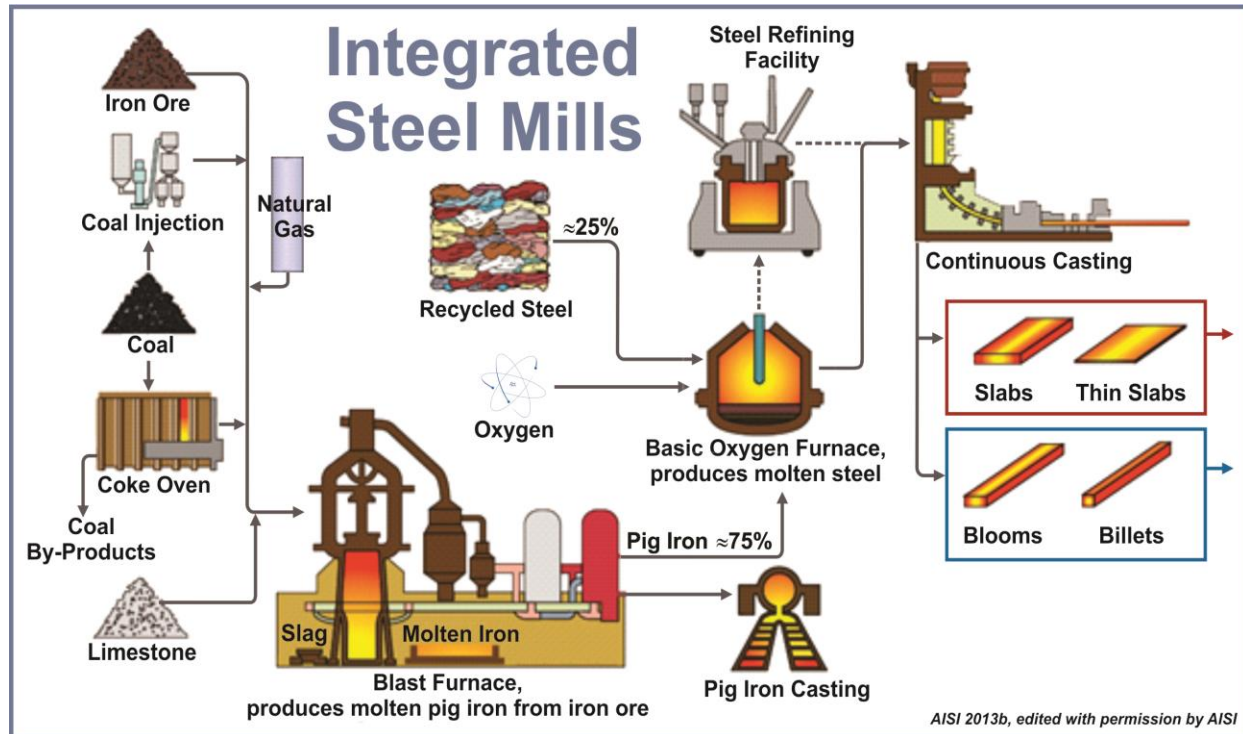 Integrated
Steel Mills
Iron Ore
Coal Injection
Natural
Gas
Coal
Coke Oven
Coal
By-Products
Limestone
Recycled Steel
≈25%
Oxygen
Steel Refining
Facility
Basic Oxygen Furnace,
produces molten steel
Pig Iron ≈75%
Slag
Molten Iron
Blast Furnace,
produces molten pig iron from iron ore
Pig Iron Casting
Continuous Casting
Slabs
Thin Slabs
Blooms
Billets
AISI 2013b, edited with permission by AISI